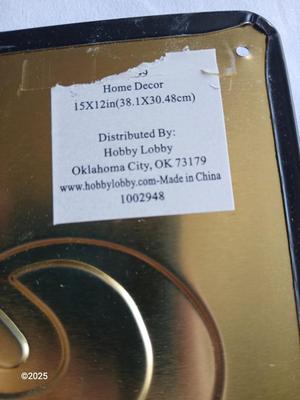 Home Decor
15X12in(38.1X30.48cm)
Distributed By:
Hobby Lobby
Oklahoma City, OK 73179
www.hobbylobby.com-Made in China
1002948
©2025